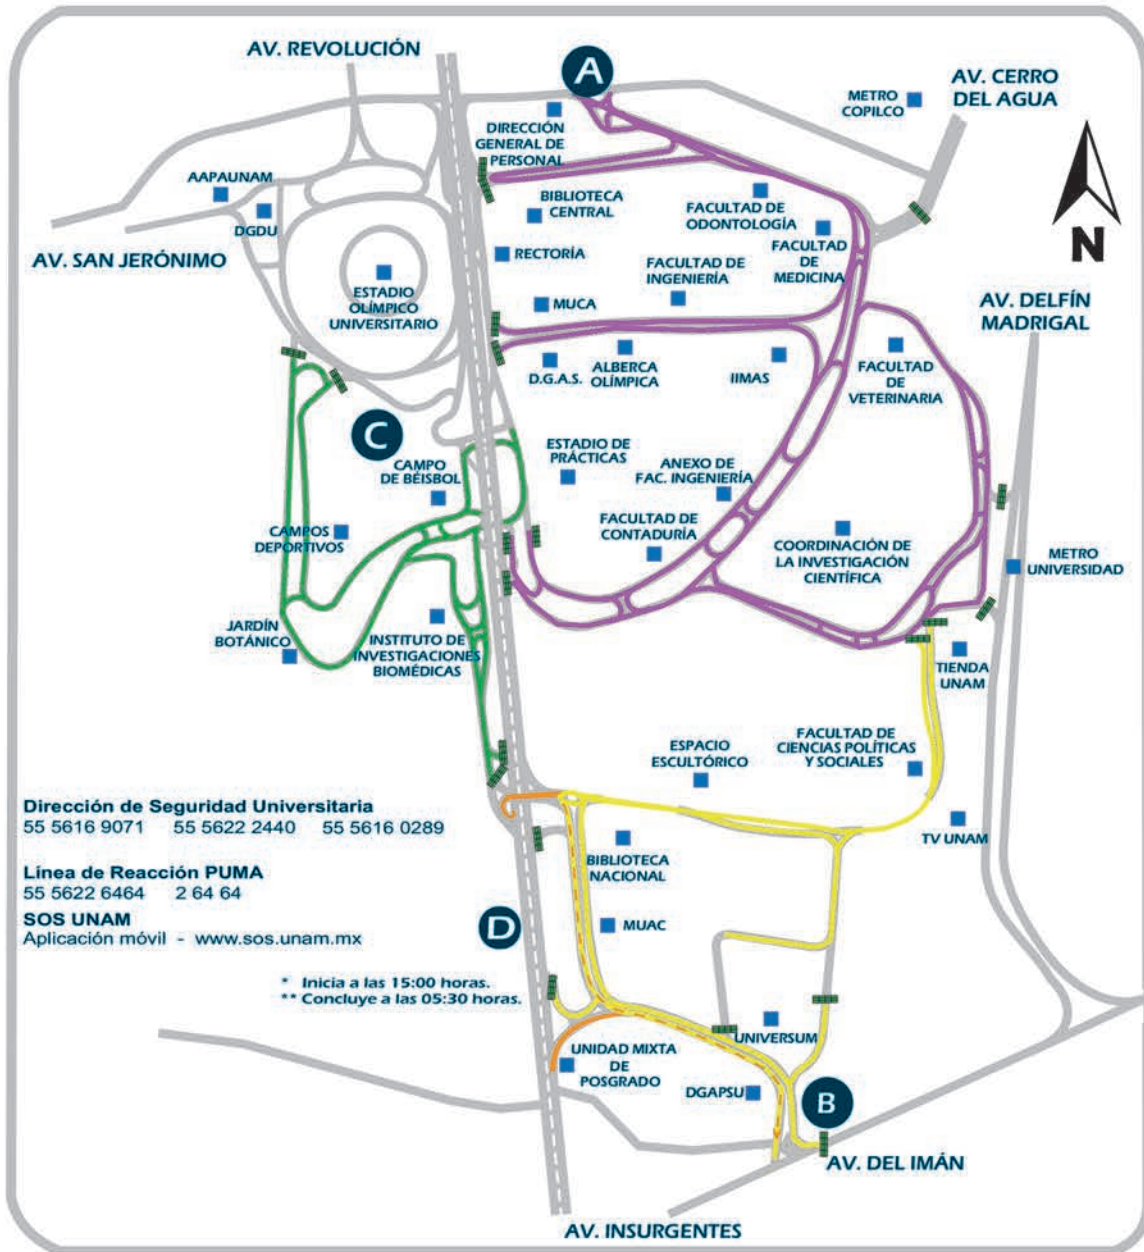 AV. REVOLUCIÓN
A
METRO
COPILCO
AV. CERRO
DEL AGUA
DIRECCIÓN
GENERAL DE
PERSONAL
AAPAUNAM
DGDU
BIBLIOTECA
CENTRAL
FACULTAD DE
ODONTOLOGÍA
FACULTAD
DE
MEDICINA
N
AV. SAN JERÓNIMO
RECTORÍA
ESTADIO
OLÍMPICO
UNIVERSITARIO
FACULTAD DE
INGENIERÍA
MUCA
AV. DELFÍN
MADRIGAL
D.G.A.S.
ALBERCA
OLÍMPICA
IIMAS
FACULTAD
DE
VETERINARIA
C
CAMPO
DE BÉISBOL
ESTADIO DE
PRÁCTICAS
ANEXO DE
FAC. INGENIERÍA
CAMPOS
DEPORTIVOS
FACULTAD DE
CONTADURÍA
COORDINACIÓN DE
LA INVESTIGACIÓN
CIENTÍFICA
METRO
UNIVERSIDAD
JARDÍN
BOTÁNICO
INSTITUTO DE
INVESTIGACIONES
BIOMÉDICAS
TIENDA
UNAM
ESPACIO
ESCULTÓRICO
FACULTAD DE
CIENCIAS POLÍTICAS
Y SOCIALES
Dirección de Seguridad Universitaria
55 5616 9071 55 5622 2440 55 5616 0289
BIBLIOTECA
NACIONAL
TV UNAM
Línea de Reacción PUMA
55 5622 6464 2 64 64
SOS UNAM
Aplicación móvil - www.sos.unam.mx
D
MUAC
* Inicia a las 15:00 horas.
** Concluye a las 05:30 horas.
UNIVERSUM
UNIDAD MIXTA
DE
POSGRADO
DGAPSU
B
AV. DEL IMÁN
AV. INSURGENTES